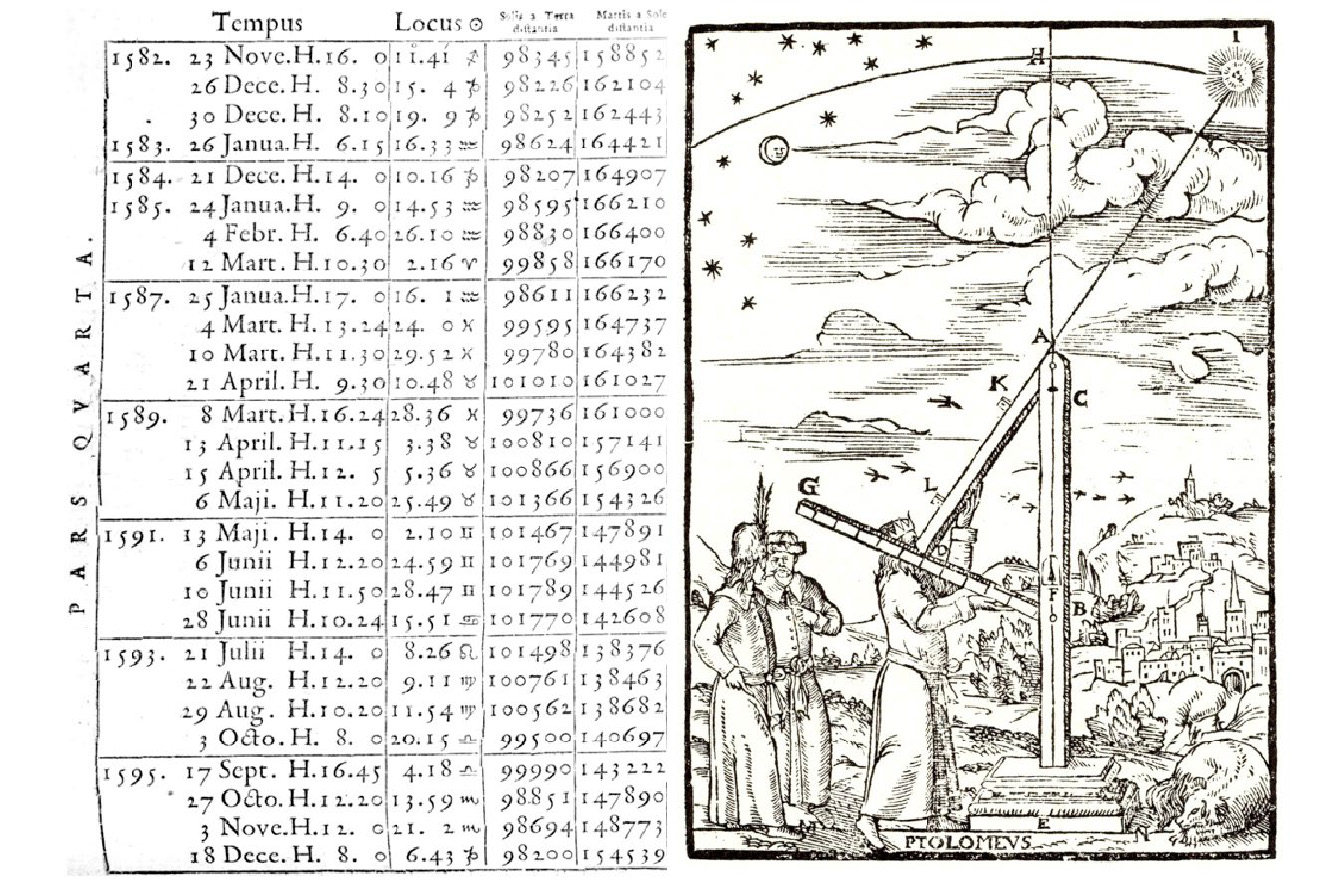 Tempus Locus ☉ Solis a Terra distantia Martis a Sole distantia
1582. 23 Nove. H. 16. 0 11.41 ♐ 98345 158852
26 Dece. H. 8.30 15. 4 ♑ 98226 162104
30 Dece. H. 8.10 19. 9 ♑ 98252 162443
1583. 26 Janua. H. 6.15 16.33 ♒ 98624 164421
1584. 21 Dece. H. 14. 0 10.16 ♑ 98207 164907
1585. 24 Janua. H. 9. 0 14.53 ♒ 98595 166210
4 Febr. H. 6.40 26.10 ♒ 98830 166400
12 Mart. H. 10.30 2.16 ♈ 99858 166170
1587. 25 Janua. H. 17. 0 16. 1 ♒ 98611 166232
4 Mart. H. 13.24 24. 0 ♓ 99595 164737
10 Mart. H. 11.30 29.52 ♓ 99780 164382
21 April. H. 9.30 10.48 ♉ 101010 161027
1589. 8 Mart. H. 16.24 28.36 ♓ 99736 161000
13 April. H. 11.15 3.38 ♉ 100810 157141
15 April. H. 12. 5 5.36 ♉ 100866 156900
6 Maji. H. 11.20 25.49 ♉ 101366 154326
1591. 13 Maji. H. 14. 0 2.10 ♊ 101467 147891
6 Junii H. 12.20 24.59 ♊ 101769 144981
10 Junii H. 11.50 28.47 ♊ 101789 144526
28 Junii H. 10.24 15.51 ♋ 101770 142608
1593. 21 Julii H. 14. 0 8.26 ♌ 101498 138376
22 Aug. H. 12.20 9.11 ♍ 100761 138463
29 Aug. H. 10.20 11.54 ♍ 100562 138682
3 Octo. H. 8. 0 20.15 ♎ 99500 140697
1595. 17 Sept. H. 16.45 4.18 ♎ 99990 143222
27 Octo. H. 12.20 13.59 ♏ 98851 147890
3 Nove. H. 12. 0 21. 2 ♏ 98694 148773
18 Dece. H. 8. 0 6.43 ♑ 98200 154539
PARS QVARTA.
H
I
A
K
C
L
G
D
F
B
E
M
N
PTOLOMEVS